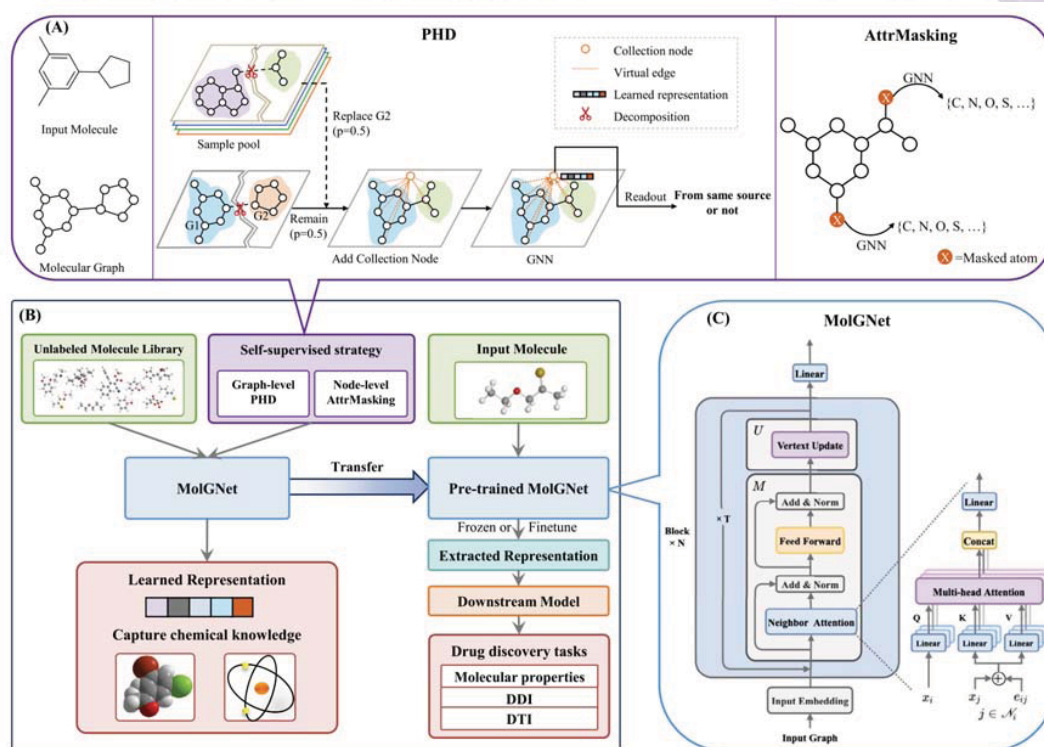 (A)
Input Molecule
Molecular Graph
PHD
Sample pool
Replace G2
(p=0.5)
G1
G2
Remain
(p=0.5)
Add Collection Node
GNN
Collection node
Virtual edge
Learned representation
Decomposition
Readout
From same source
or not
AttrMasking
X
GNN
{C, N, O, S, …}
X
GNN
{C, N, O, S, …}
X =Masked atom
(B)
Unlabeled Molecule Library
Self-supervised strategy
Graph-level
PHD
Node-level
AttrMasking
Input Molecule
MolGNet
Transfer
Pre-trained MolGNet
Frozen or Finetune
Extracted Representation
Downstream Model
Learned Representation
Capture chemical knowledge
Drug discovery tasks
Molecular properties
DDI
DTI
(C)
MolGNet
Linear
U
Vertext Update
M
Add & Norm
Feed Forward
Add & Norm
Neighbor Attention
× T
Block
× N
Input Embedding
Input Graph
Linear
Concat
Multi-head Attention
Q
K
V
Linear
Linear
Linear
x_i
x_j
e_ij
j ∈ 𝒩_i